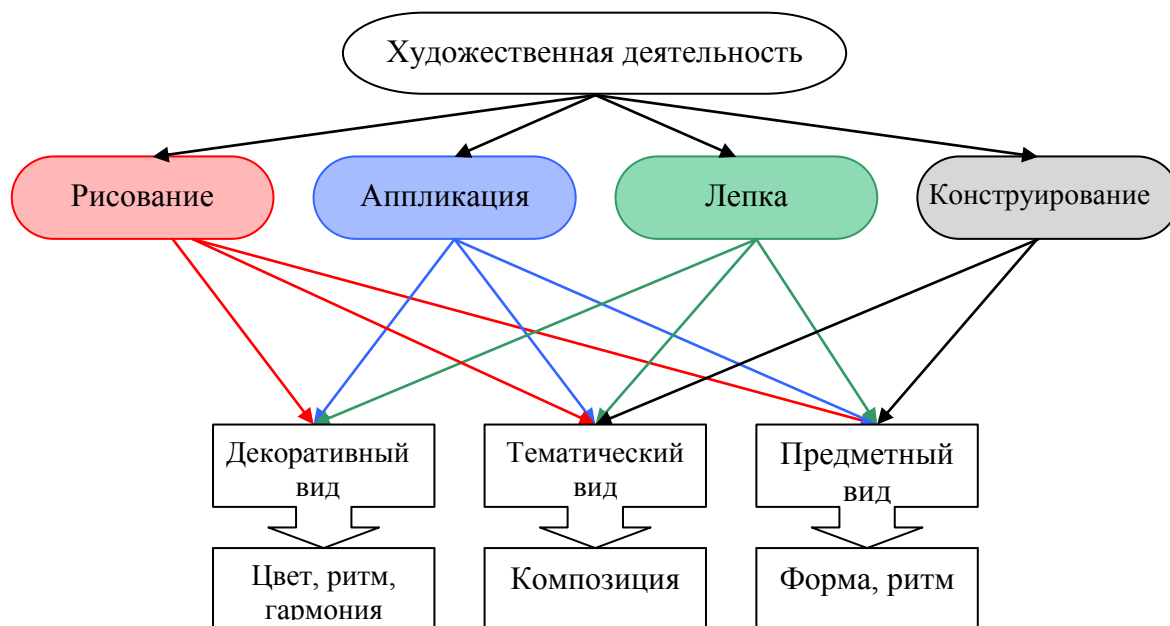 Художественная деятельность
Рисование
Аппликация
Лепка
Конструирование
Декоративный
вид
Тематический
вид
Предметный
вид
Цвет, ритм,
гармония
Композиция
Форма, ритм